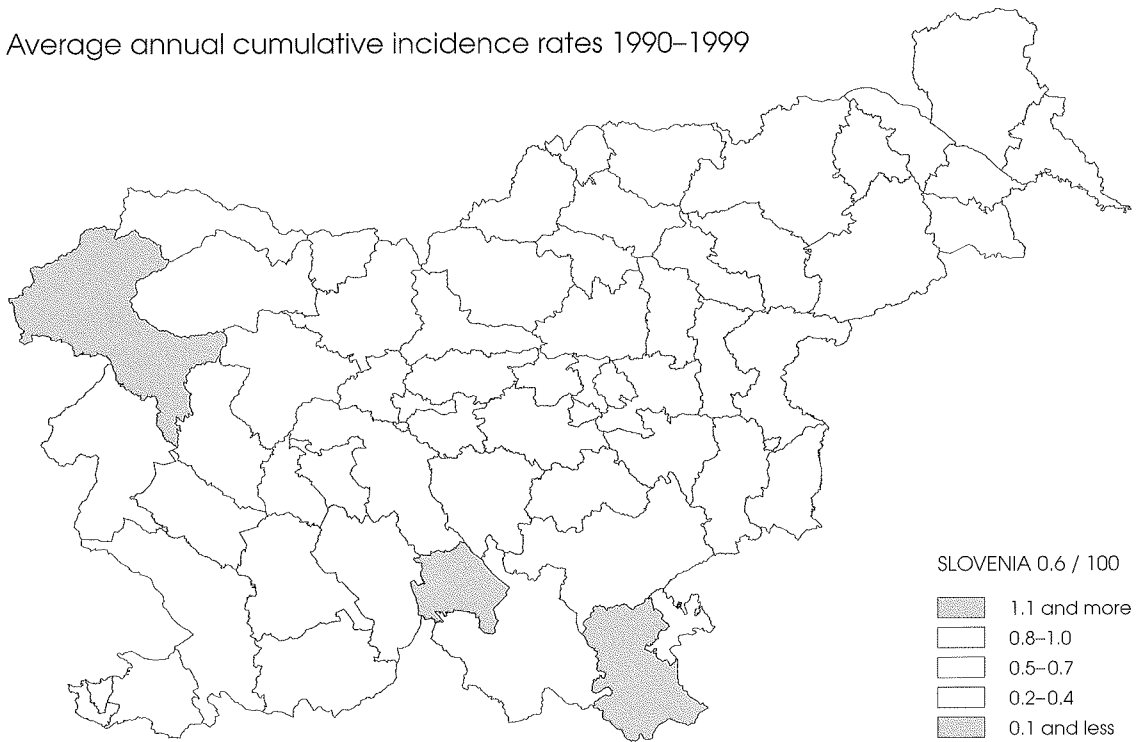 Average annual cumulative incidence rates 1990–1999
SLOVENIA 0.6 / 100
1.1 and more
0.8–1.0
0.5–0.7
0.2–0.4
0.1 and less